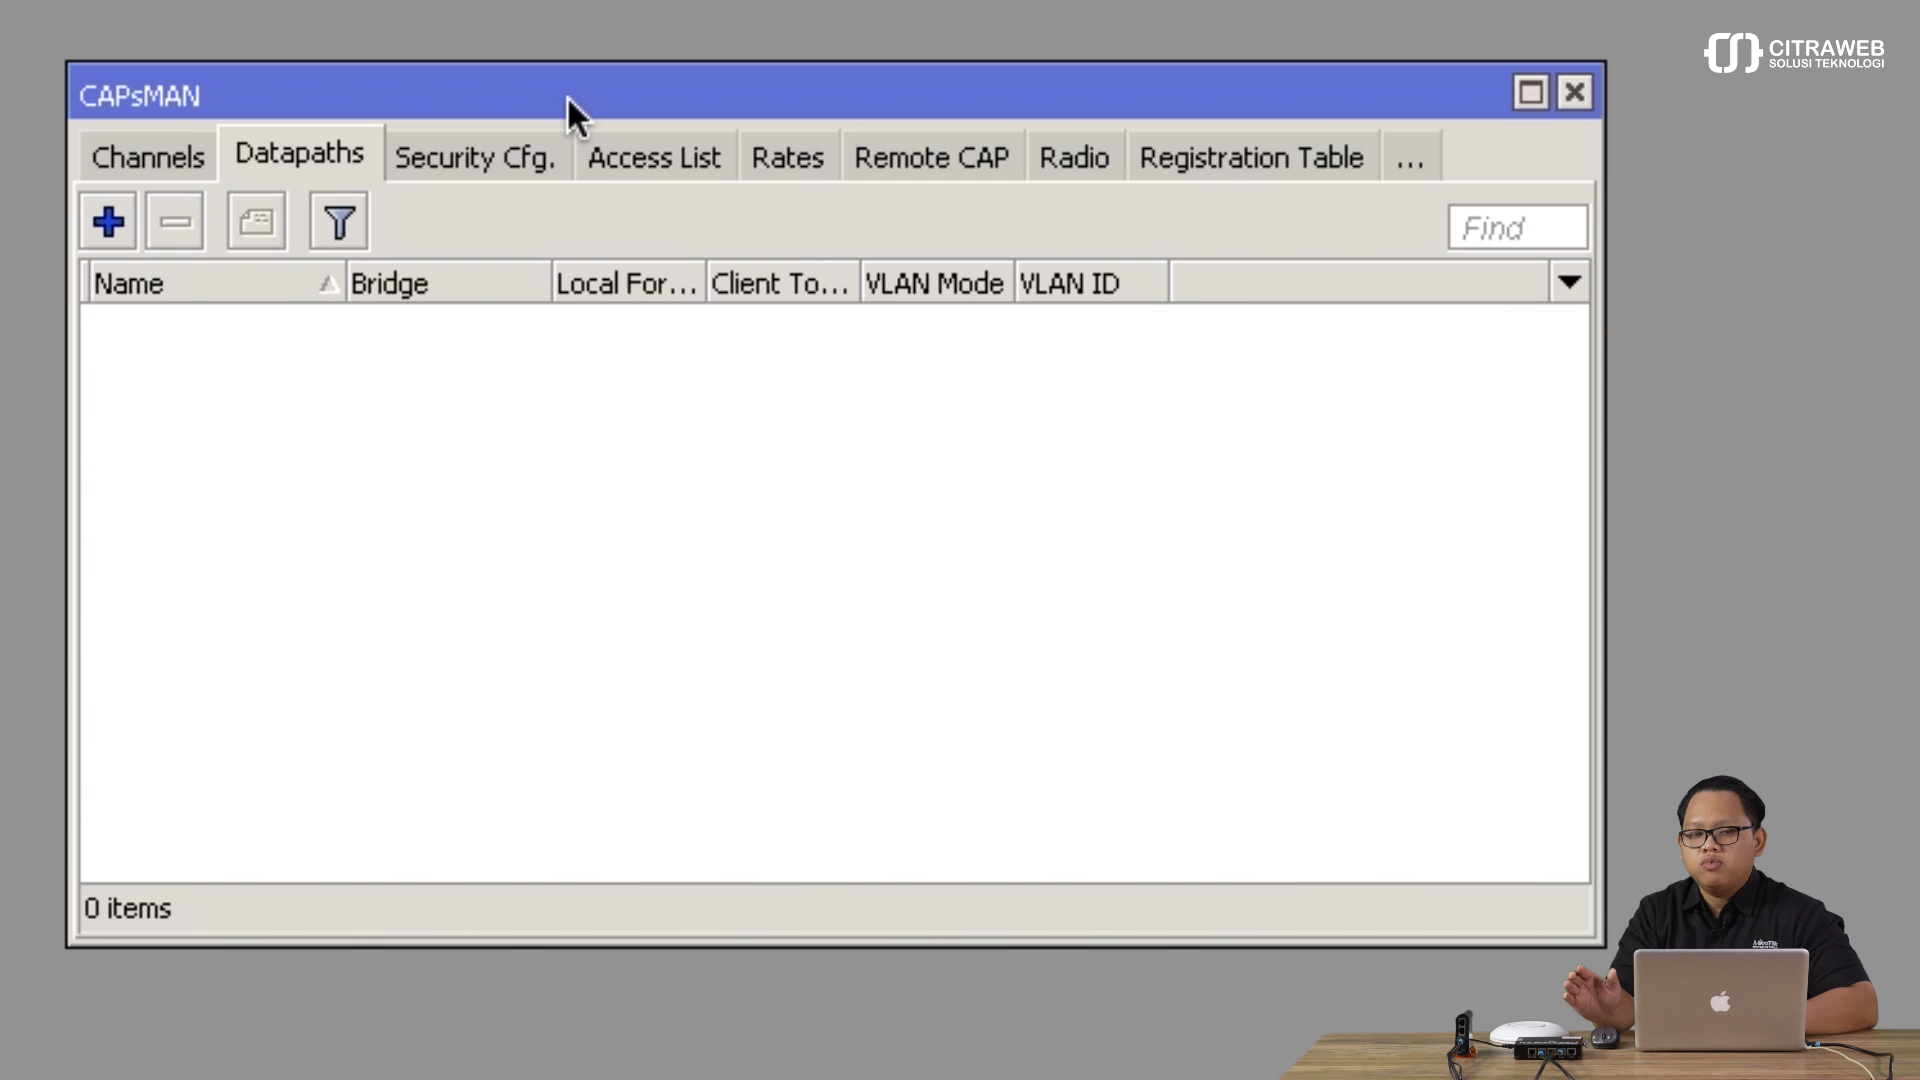 CITRAWEB
SOLUSI TEKNOLOGI
CAPsMAN
Channels Datapaths Security Cfg. Access List Rates Remote CAP Radio Registration Table ...
Find
Name Bridge Local For... Client To... VLAN Mode VLAN ID
0 items
MikroTik